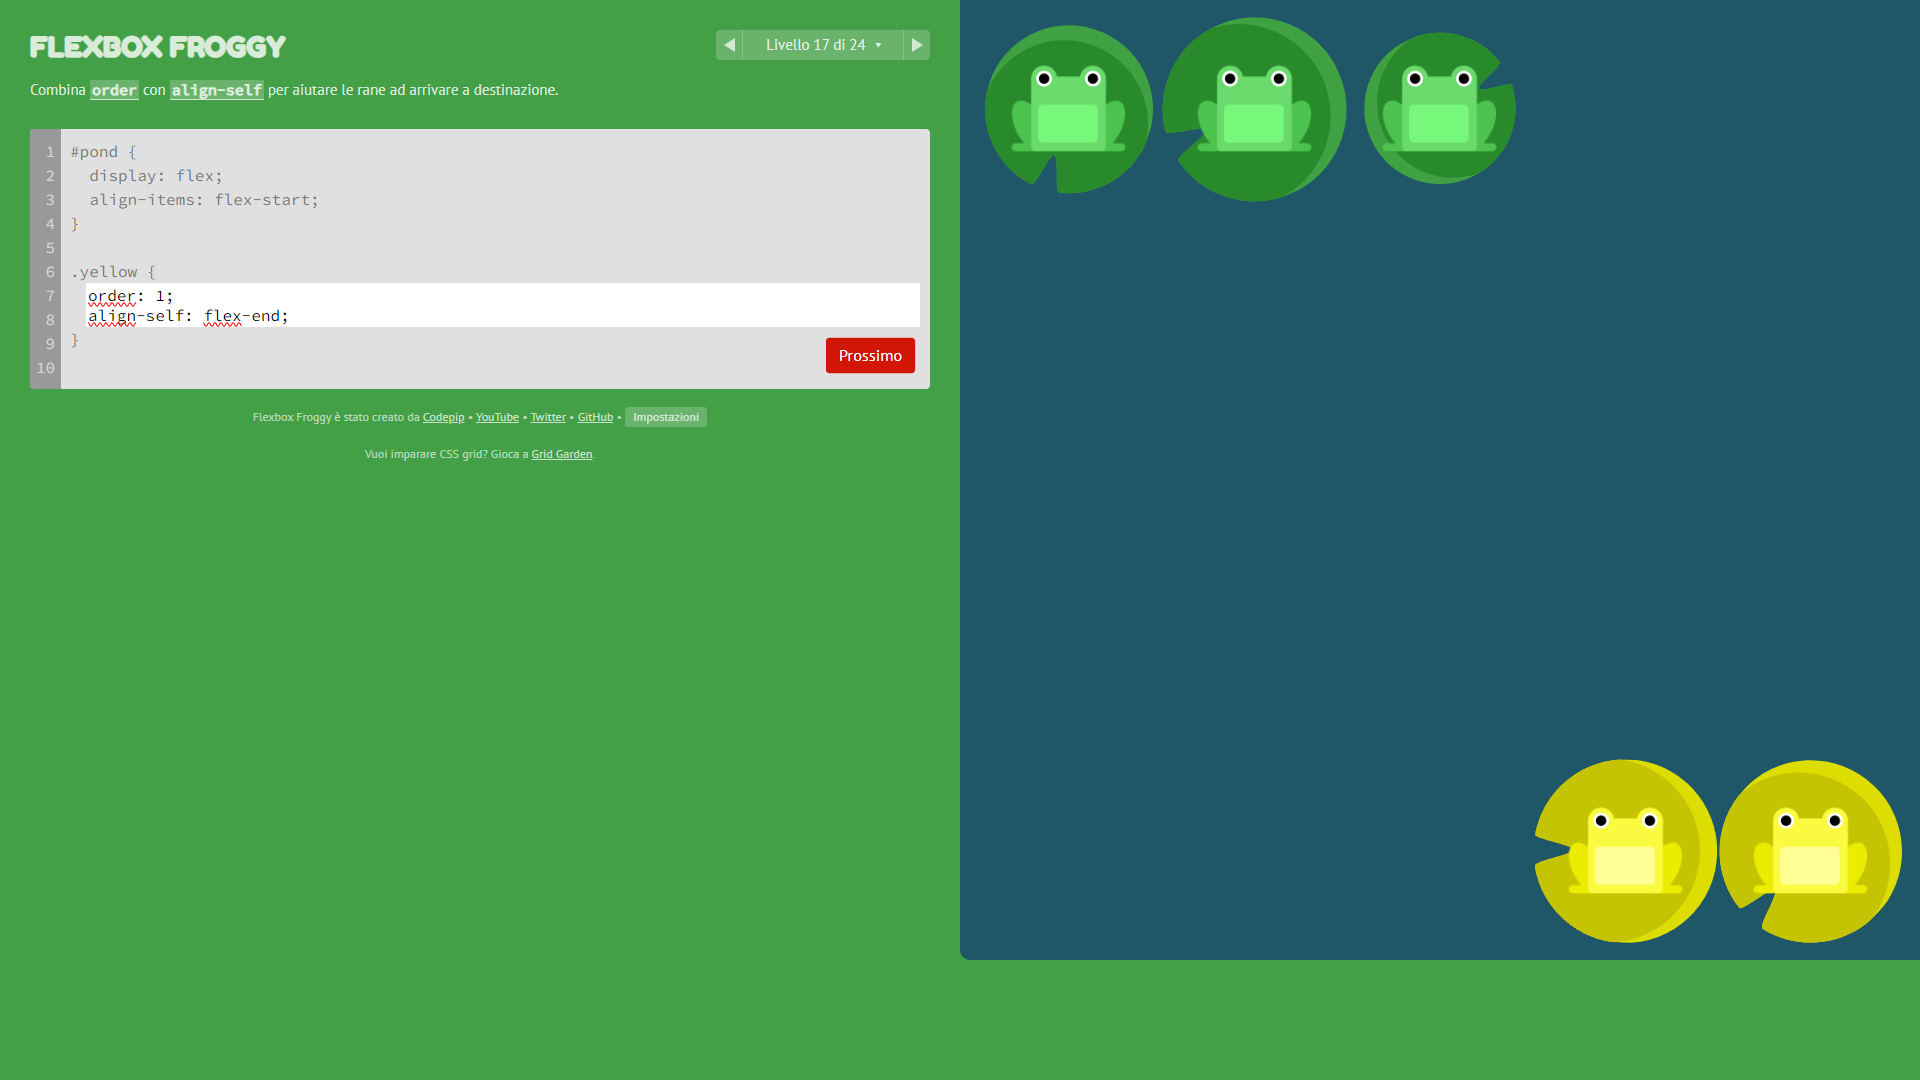 FLEXBOX FROGGY
Livello 17 di 24
Combina order con align-self per aiutare le rane ad arrivare a destinazione.
1 #pond {
2 display: flex;
3 align-items: flex-start;
4 }
5
6 .yellow {
7 order: 1;
8 align-self: flex-end;
9 }
10
Prossimo
Flexbox Froggy è stato creato da Codepip • YouTube • Twitter • GitHub • Impostazioni
Vuoi imparare CSS grid? Gioca a Grid Garden.